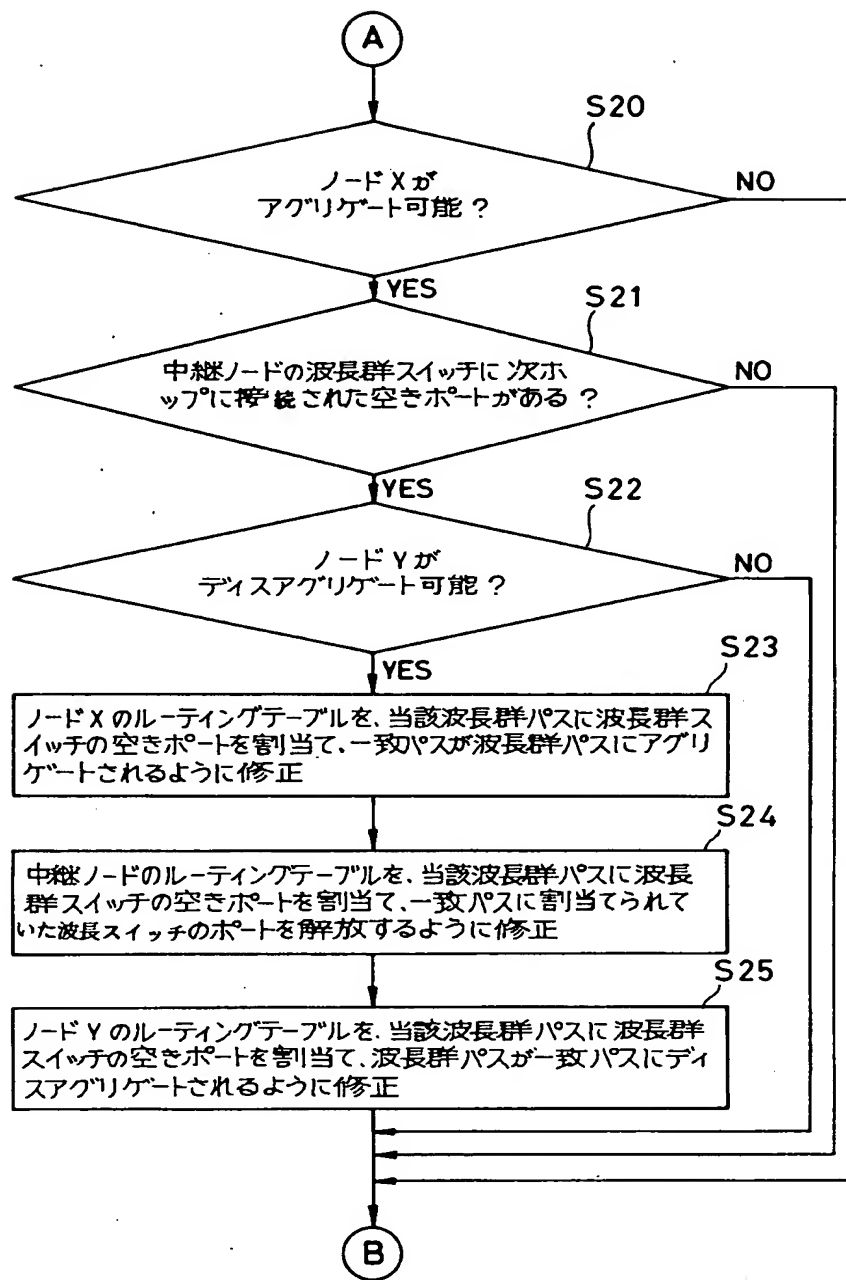 A
S20
ノードXが
アグリゲート可能?
NO
YES
S21
中継ノードの波長群スイッチに次ホ
ップに接続された空きポートがある?
NO
YES
S22
ノードYが
ディスアグリゲート可能?
NO
YES
S23
ノードXのルーティングテーブルを、当該波長群パスに波長群ス
イッチの空きポートを割当て、一致パスが波長群パスにアグリ
ゲートされるように修正
S24
中継ノードのルーティングテーブルを、当該波長群パスに波長
群スイッチの空きポートを割当て、一致パスに割当てられて
いた波長スイッチのポートを解放するように修正
S25
ノードYのルーティングテーブルを、当該波長群パスに波長群
スイッチの空きポートを割当て、波長群パスが一致パスにディ
スアグリゲートされるように修正
B